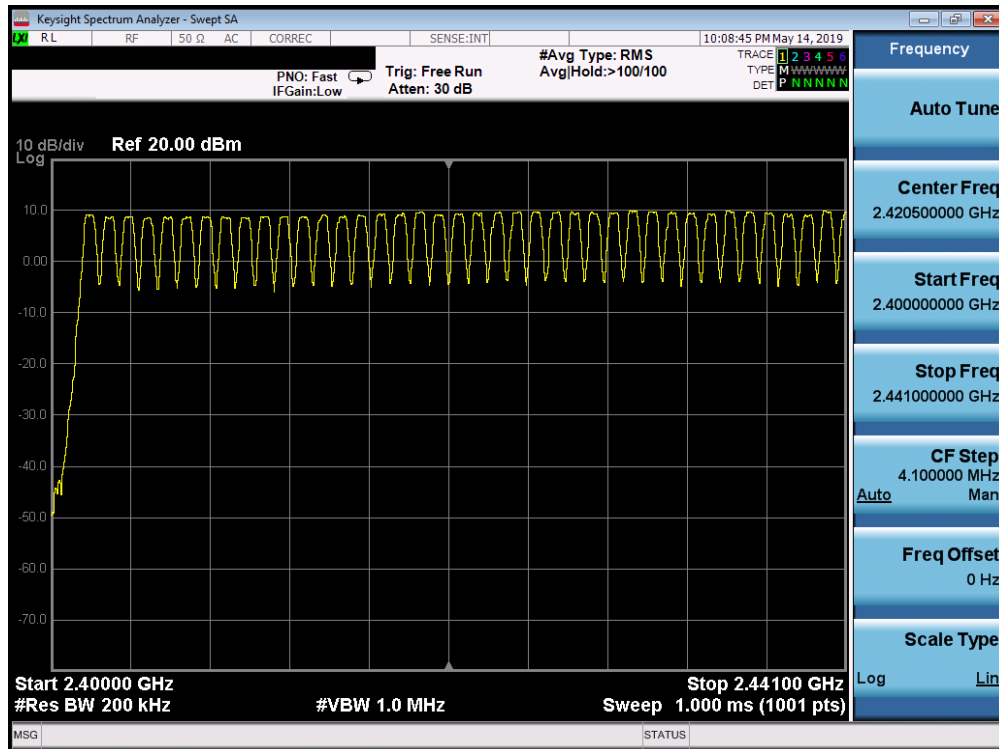 Keysight Spectrum Analyzer - Swept SA
LXI RL RF 50 Ω AC CORREC SENSE:INT 10:08:45 PM May 14, 2019
Frequency
PNO: Fast
IFGain:Low
Trig: Free Run
Atten: 30 dB
#Avg Type: RMS
Avg|Hold:>100/100
TRACE 1 2 3 4 5 6
TYPE M WWWWW
DET P N N N N N
Auto Tune
10 dB/div Ref 20.00 dBm
Log
10.0
0.00
-10.0
-20.0
-30.0
-40.0
-50.0
-60.0
-70.0
Center Freq
2.420500000 GHz
Start Freq
2.400000000 GHz
Stop Freq
2.441000000 GHz
CF Step
4.100000 MHz
Auto Man
Freq Offset
0 Hz
Scale Type
Log Lin
Start 2.40000 GHz Stop 2.44100 GHz
#Res BW 200 kHz #VBW 1.0 MHz Sweep 1.000 ms (1001 pts)
MSG STATUS